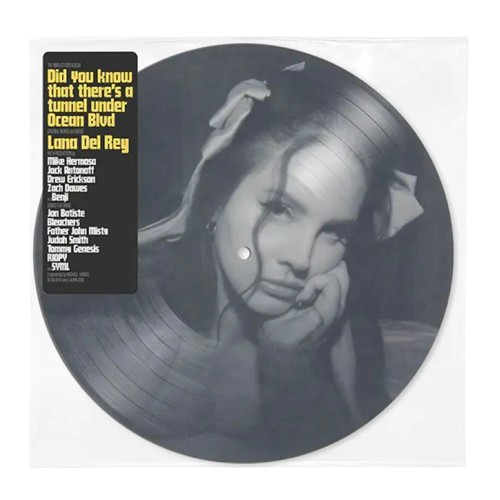 Did you know
that there's a
tunnel under
Ocean Blvd
Lana Del Rey
Mike Hermosa
Jack Antonoff
Drew Erickson
Zach Dawes
Benji
Jon Batiste
Bleachers
Father John Misty
Judah Smith
Tommy Genesis
RIOPY
SYML